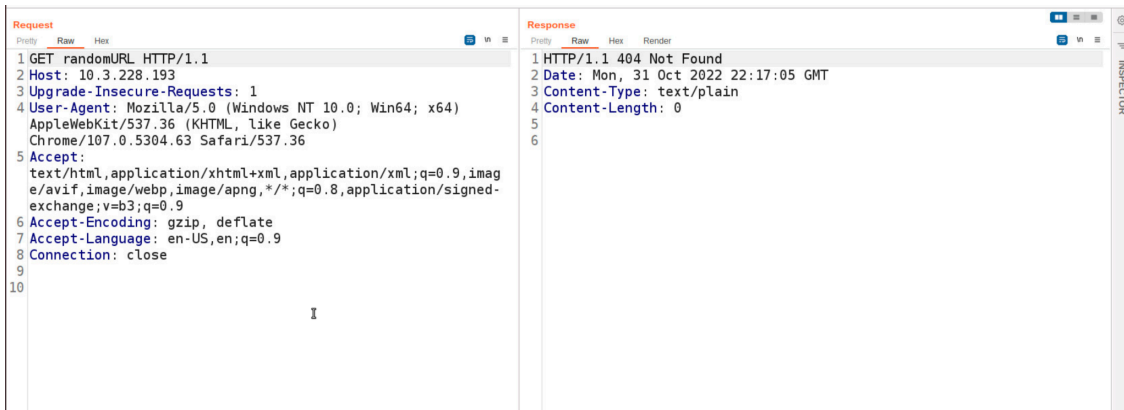 Request
Pretty Raw Hex
\n
1 GET randomURL HTTP/1.1
2 Host: 10.3.228.193
3 Upgrade-Insecure-Requests: 1
4 User-Agent: Mozilla/5.0 (Windows NT 10.0; Win64; x64)
AppleWebKit/537.36 (KHTML, like Gecko)
Chrome/107.0.5304.63 Safari/537.36
5 Accept:
text/html,application/xhtml+xml,application/xml;q=0.9,imag
e/avif,image/webp,image/apng,*/*;q=0.8,application/signed-
exchange;v=b3;q=0.9
6 Accept-Encoding: gzip, deflate
7 Accept-Language: en-US,en;q=0.9
8 Connection: close
9
10
Response
Pretty Raw Hex Render
\n
1 HTTP/1.1 404 Not Found
2 Date: Mon, 31 Oct 2022 22:17:05 GMT
3 Content-Type: text/plain
4 Content-Length: 0
5
6
INSPECTOR